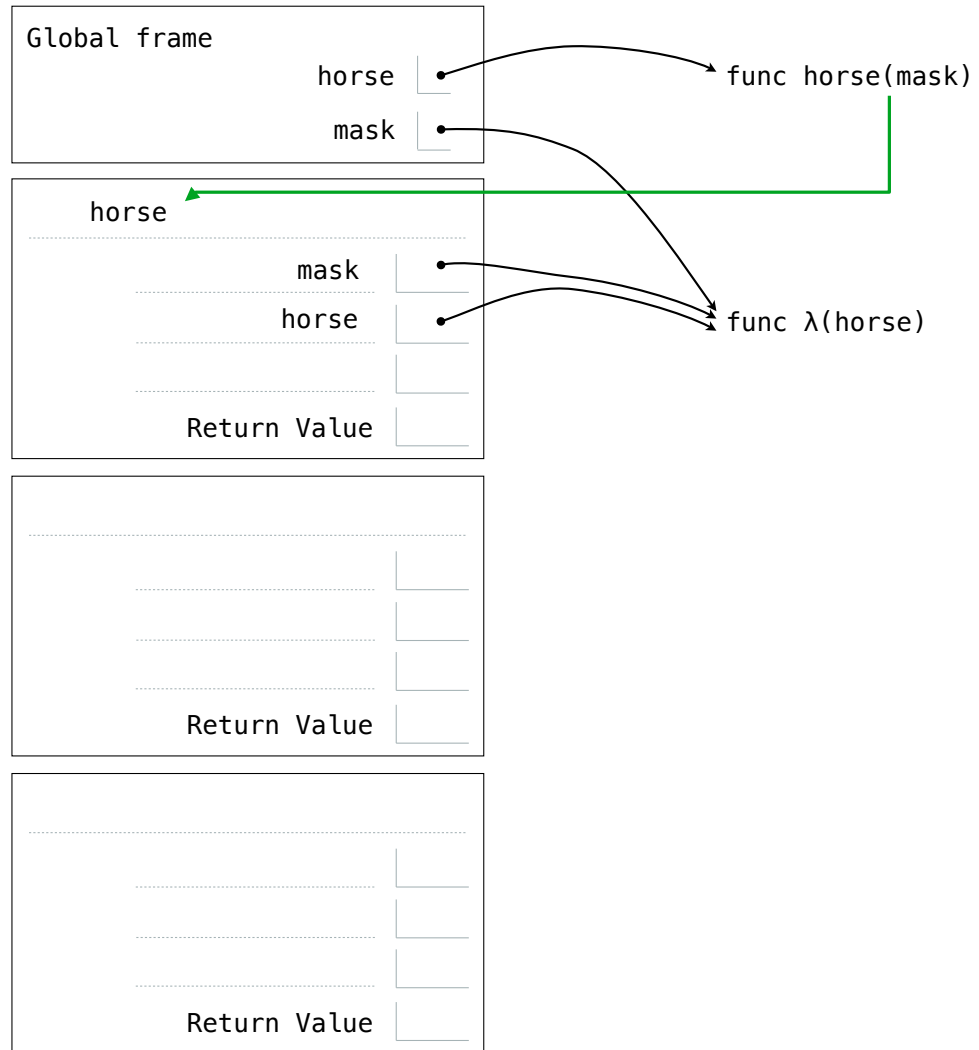 Global frame
horse
func horse(mask)
mask
horse
mask
horse
func λ(horse)
Return Value
Return Value
Return Value